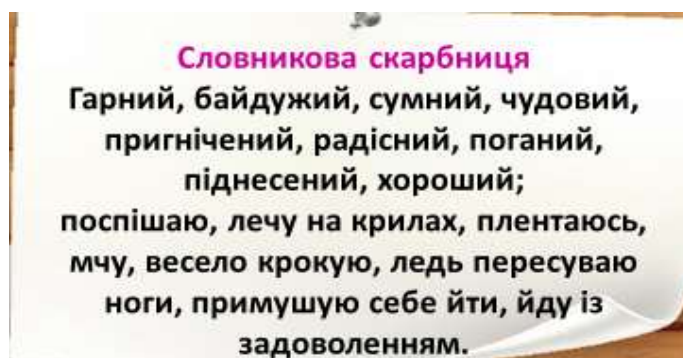 Словникова скарбниця
Гарний, байдужий, сумний, чудовий,
пригнічений, радісний, поганий,
піднесений, хороший;
поспішаю, лечу на крилах, плентаюсь,
мчу, весело крокую, ледь пересуваю
ноги, примушую себе йти, йду із
задоволенням.